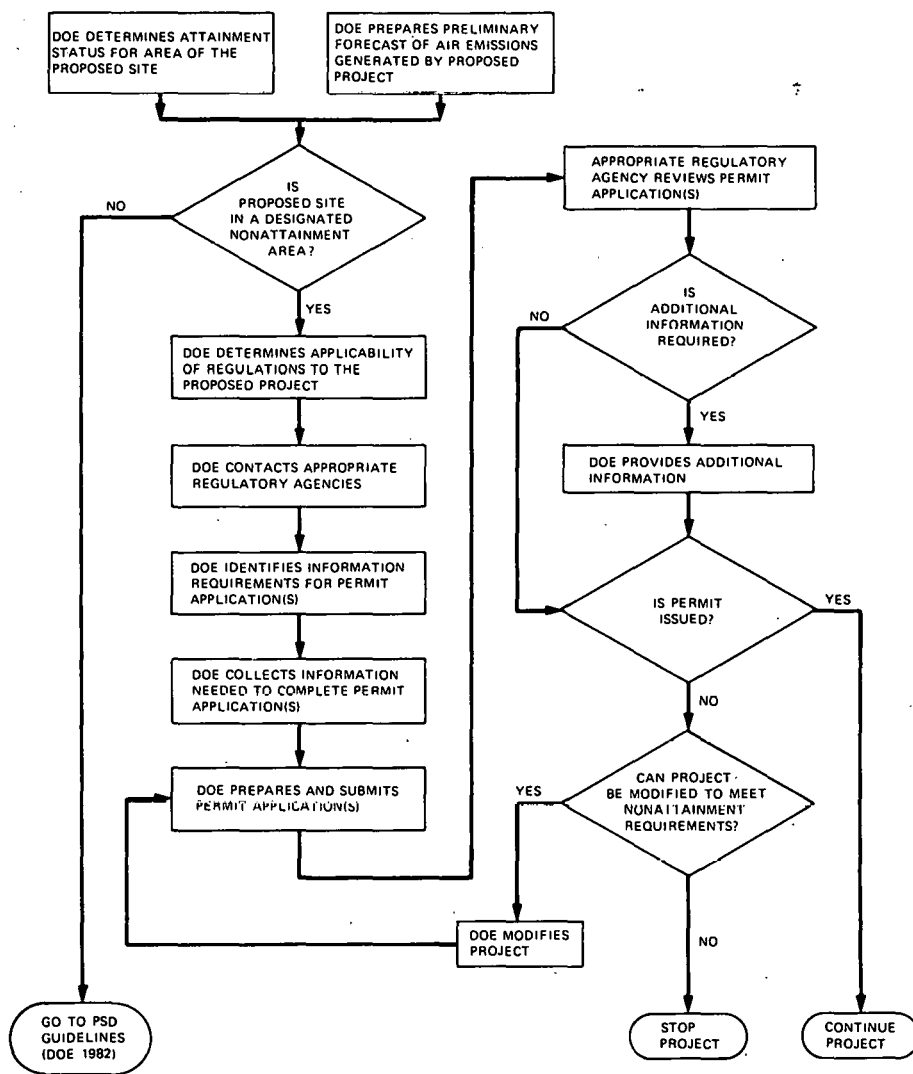 DOE DETERMINES ATTAINMENT
STATUS FOR AREA OF THE
PROPOSED SITE
DOE PREPARES PRELIMINARY
FORECAST OF AIR EMISSIONS
GENERATED BY PROPOSED
PROJECT
IS
PROPOSED SITE
IN A DESIGNATED
NONATTAINMENT
AREA?
NO
YES
DOE DETERMINES APPLICABILITY
OF REGULATIONS TO THE
PROPOSED PROJECT
DOE CONTACTS APPROPRIATE
REGULATORY AGENCIES
DOE IDENTIFIES INFORMATION
REQUIREMENTS FOR PERMIT
APPLICATION(S)
DOE COLLECTS INFORMATION
NEEDED TO COMPLETE PERMIT
APPLICATION(S)
DOE PREPARES AND SUBMITS
PERMIT APPLICATION(S)
APPROPRIATE REGULATORY
AGENCY REVIEWS PERMIT
APPLICATION(S)
IS
ADDITIONAL
INFORMATION
REQUIRED?
NO
YES
DOE PROVIDES ADDITIONAL
INFORMATION
IS PERMIT
ISSUED?
YES
NO
CAN PROJECT
BE MODIFIED TO MEET
NONATTAINMENT
REQUIREMENTS?
YES
NO
DOE MODIFIES
PROJECT
GO TO PSD
GUIDELINES
(DOE 1982)
STOP
PROJECT
CONTINUE
PROJECT